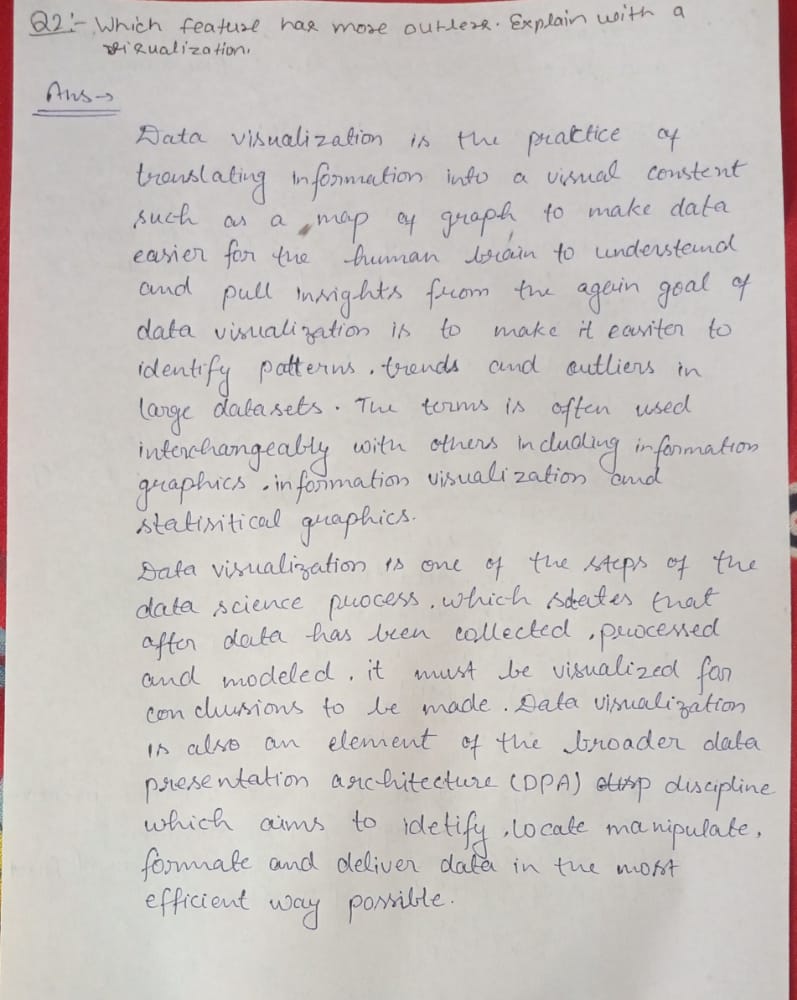 Q2:- Which feature has more outlers. Explain with a
visualization.
Ans→
Data visualization is the practice of
translating information into a visual constent
such as a map of graph, to make data
easier for the human brain to understand
and pull insights from the again goal of
data visualization is to make it easiter to
identify patterns, trends and outliers in
large datasets. The terms is often used
interchangeably with others including information
graphics, information visualization and
statisitical graphics.
Data visualization is one of the steps of the
data science process, which states that
after data has been collected, processed
and modeled, it must be visualized for
conclusions to be made. Data visualization
is also an element of the broader data
presentation architecture (DPA) discipline
which aims to idetify, locate manipulate,
formate and deliver data in the most
efficient way possible.